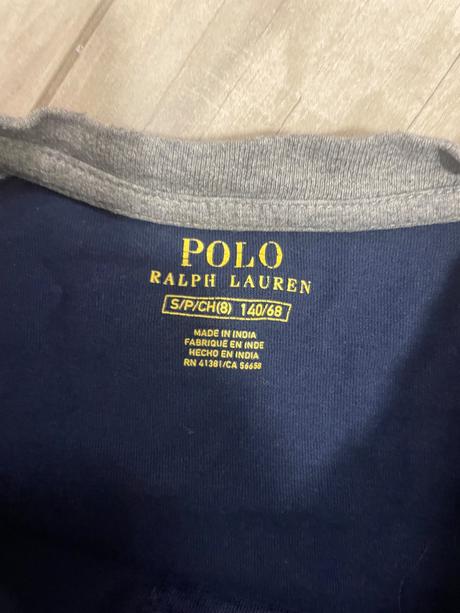 POLO
RALPH LAUREN
S/P/CH(8) 140/68
MADE IN INDIA
FABRIQUÉ EN INDE
HECHO EN INDIA
RN 41381/CA 56658